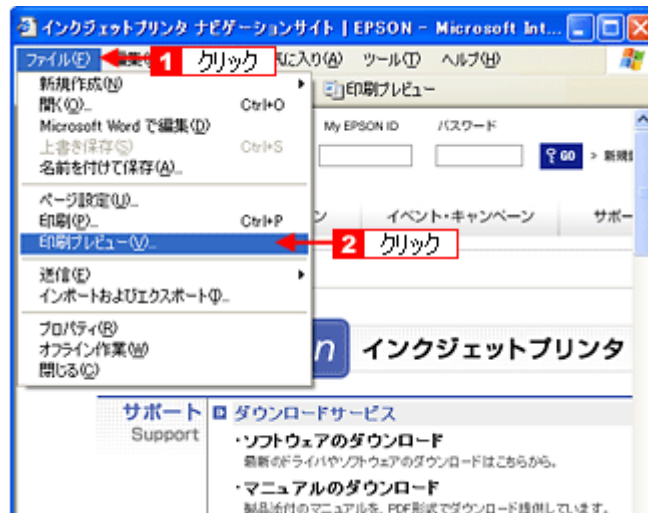 インクジェットプリンタ ナビゲーションサイト | EPSON - Microsoft Int...
ファイル(F) 1 クリック に入り(A) ツール(T) ヘルプ(H)
新規作成(N)
開く(O)... Ctrl+O
印刷プレビュー
Microsoft Word で編集(D)
My EPSON ID パスワード
上書き保存(S) Ctrl+S
名前を付けて保存(A)...
GO > 新規
ページ設定(U)...
印刷(P)... Ctrl+P
イベント・キャンペーン サポー
印刷プレビュー(V)... 2 クリック
送信(E)
インポートおよびエクスポート(I)...
プロパティ(R)
オフライン作業(W)
閉じる(C)
n インクジェットプリンタ
サポート ダウンロードサービス
Support ・ソフトウェアのダウンロード
最新のドライバやソフトウェアのダウンロードはこちらから。
・マニュアルのダウンロード
製品添付のマニュアルを、PDF形式でダウンロード提供しています。